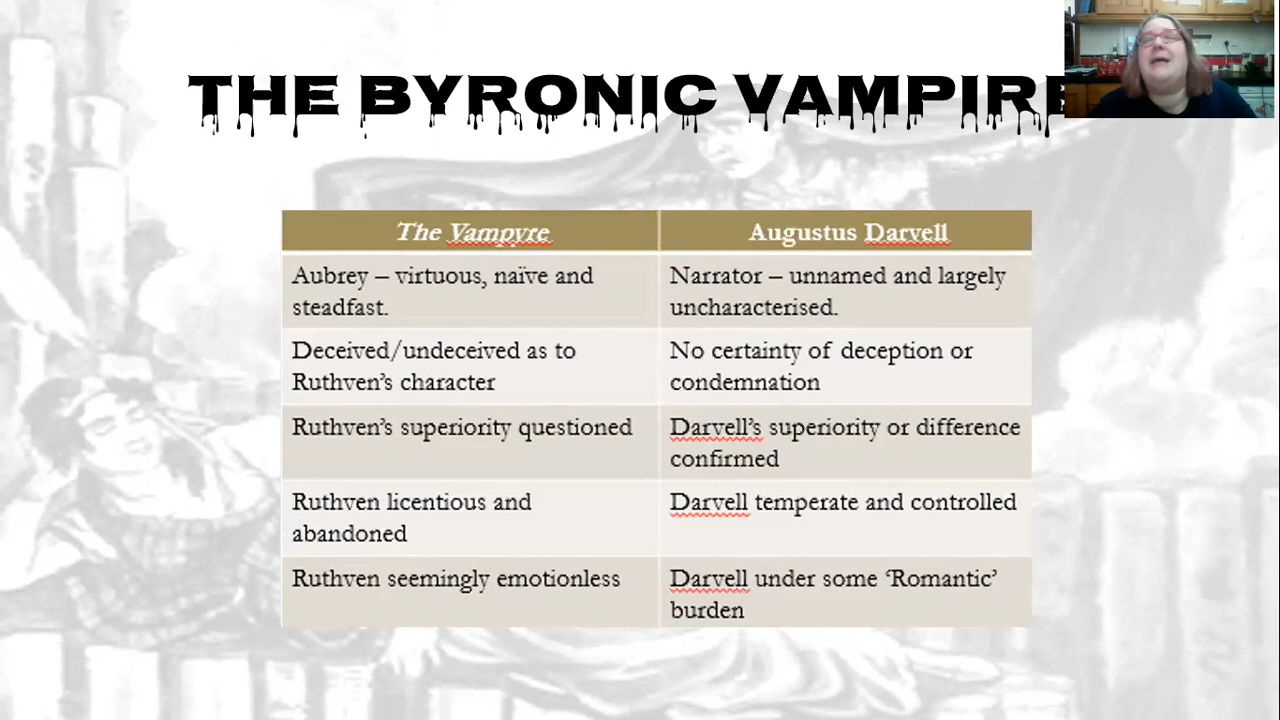 THE BYRONIC VAMPIRE
The Vampyre
Augustus Darvell
Aubrey – virtuous, naïve and
steadfast.
Narrator – unnamed and largely
uncharacterised.
Deceived/undeceived as to
Ruthven’s character
No certainty of deception or
condemnation
Ruthven’s superiority questioned
Darvell’s superiority or difference
confirmed
Ruthven licentious and
abandoned
Darvell temperate and controlled
Ruthven seemingly emotionless
Darvell under some ‘Romantic’
burden